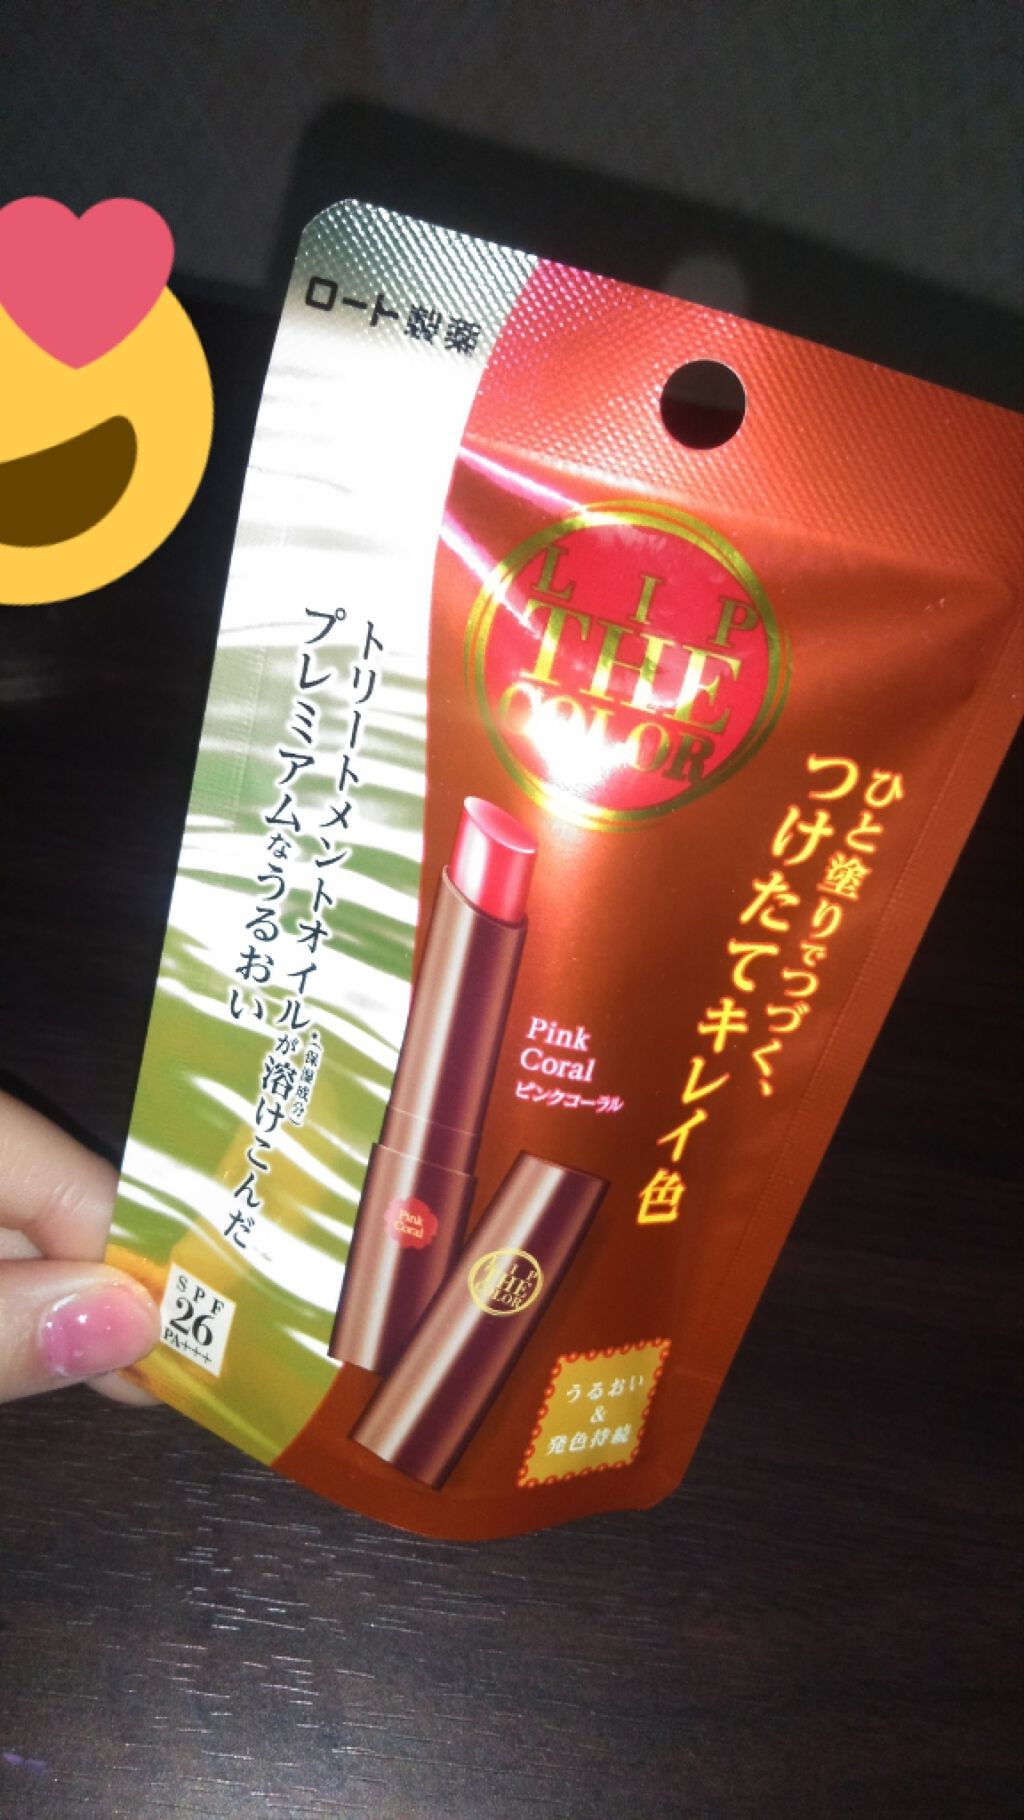 ロート製薬
LIP
THE
COLOR
ひと塗りでつづく、
つけたてキレイ色
トリートメントオイル*(保湿成分)が溶けこんだ
プレミアムなうるおい
Pink
Coral
ピンクコーラル
Pink
Coral
LIP
THE
COLOR
SPF
26
PA+++
うるおい
&
発色持続